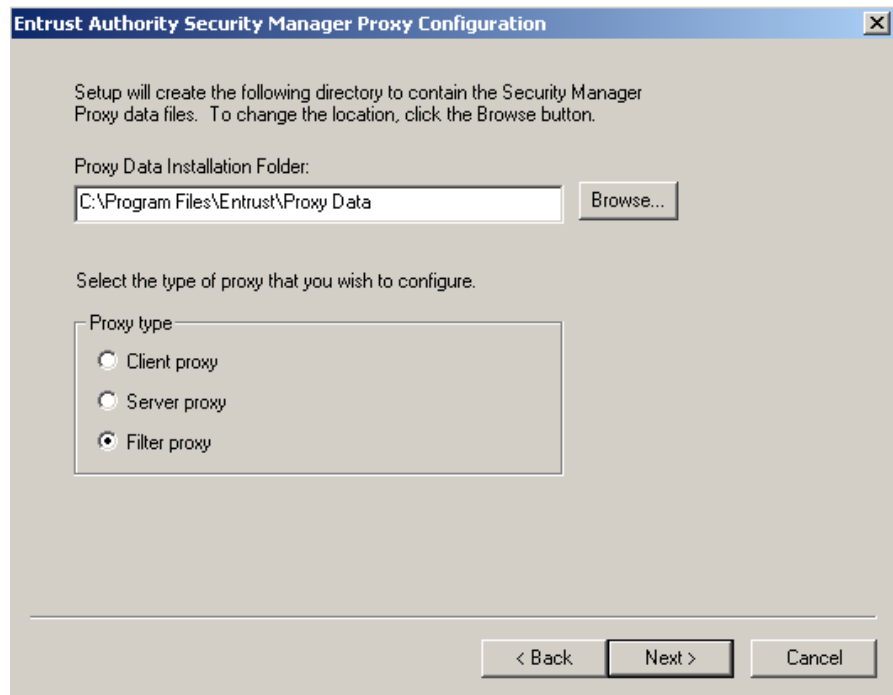 Entrust Authority Security Manager Proxy Configuration
Setup will create the following directory to contain the Security Manager
Proxy data files.  To change the location, click the Browse button.
Proxy Data Installation Folder:
C:\Program Files\Entrust\Proxy Data
Browse...
Select the type of proxy that you wish to configure.
Proxy type
Client proxy
Server proxy
Filter proxy
< Back
Next >
Cancel